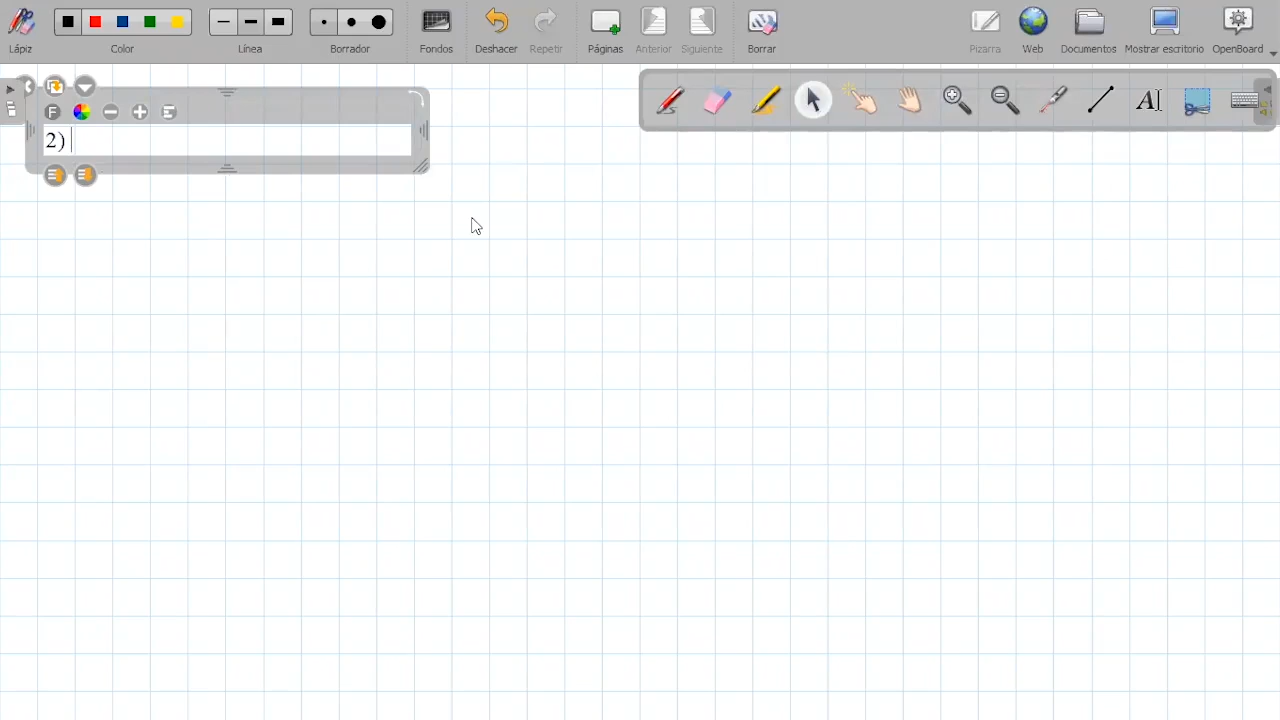 Lápiz Color Línea Borrador Fondos Deshacer Repetir Páginas Anterior Siguiente Borrar Pizarra Web Documentos Mostrar escritorio OpenBoard
F
2)
A